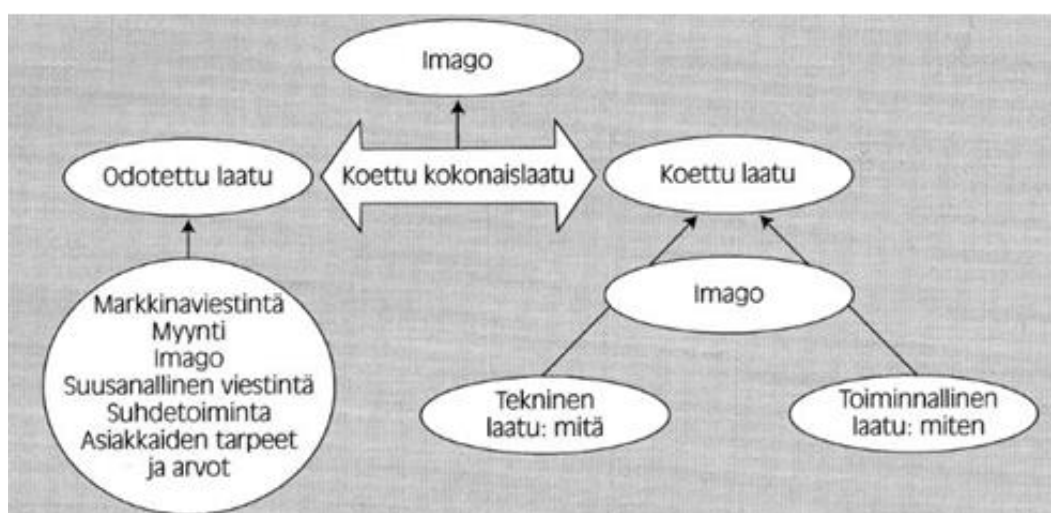 Imago
Odotettu laatu
Koettu kokonaislaatu
Koettu laatu
Markkinaviestintä
Myynti
Imago
Suusanallinen viestintä
Suhdetoiminta
Asiakkaiden tarpeet
ja arvot
Imago
Tekninen
laatu: mitä
Toiminnallinen
laatu: miten